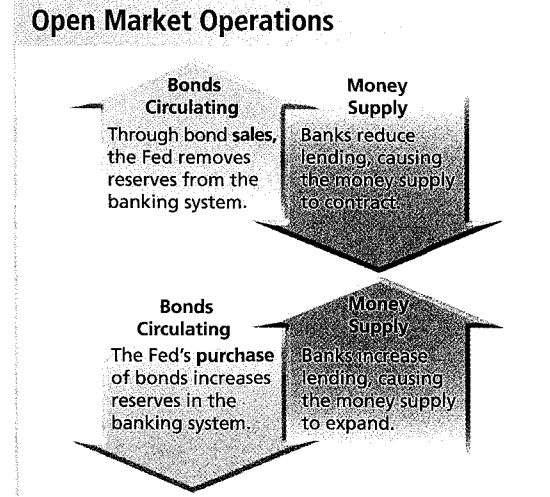 Open Market Operations
Bonds
Circulating
Through bond sales,
the Fed removes
reserves from the
banking system.
Money
Supply
Banks reduce
lending, causing
the money supply
to contract.
Bonds
Circulating
The Fed's purchase
of bonds increases
reserves in the
banking system.
Money
Supply
Banks increase
lending, causing
the money supply
to expand.